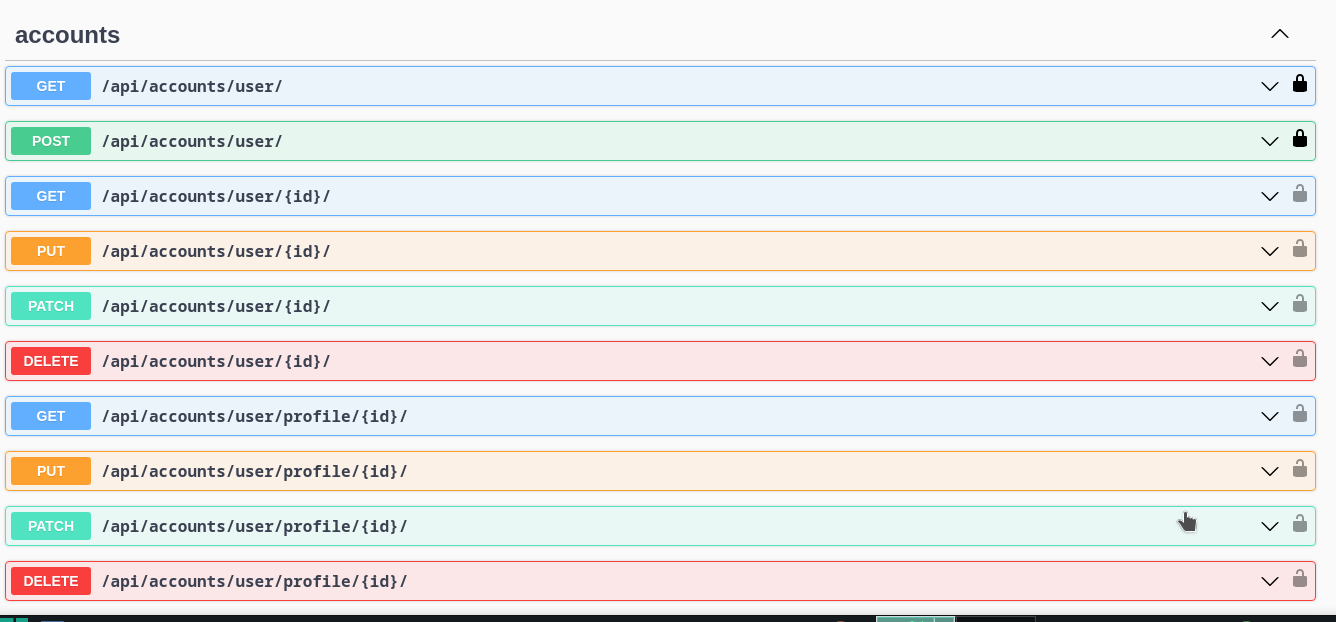 accounts
GET /api/accounts/user/
POST /api/accounts/user/
GET /api/accounts/user/{id}/
PUT /api/accounts/user/{id}/
PATCH /api/accounts/user/{id}/
DELETE /api/accounts/user/{id}/
GET /api/accounts/user/profile/{id}/
PUT /api/accounts/user/profile/{id}/
PATCH /api/accounts/user/profile/{id}/
DELETE /api/accounts/user/profile/{id}/